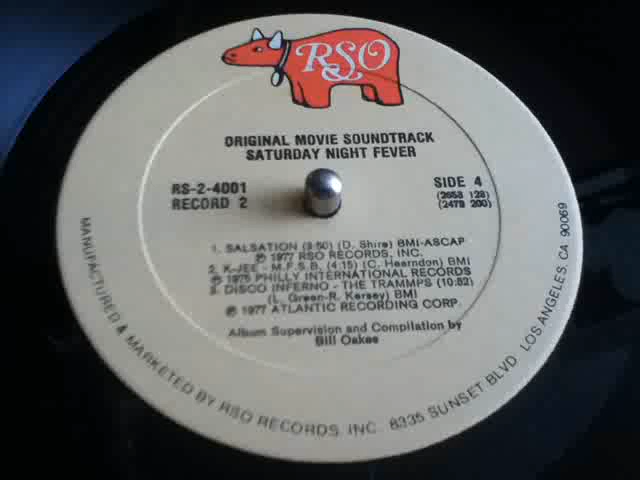 RSO
ORIGINAL MOVIE SOUNDTRACK
SATURDAY NIGHT FEVER
RS-2-4001
RECORD 2
SIDE 4
(2658 123)
(2479 200)
1. SALSATION (3:50) (D. Shire) BMI-ASCAP
℗ 1977 RSO RECORDS, INC.
2. K-JEE - M.F.S.B. (4:15) (C. Hearndon) BMI
℗ 1975 PHILLY INTERNATIONAL RECORDS
3. DISCO INFERNO - THE TRAMMPS (10:52)
(L. Green-R. Kersey) BMI
℗ 1977 ATLANTIC RECORDING CORP.
Album Supervision and Compilation by
Bill Oakes
MANUFACTURED & MARKETED BY RSO RECORDS, INC. 8335 SUNSET BLVD. LOS ANGELES, CA 90069